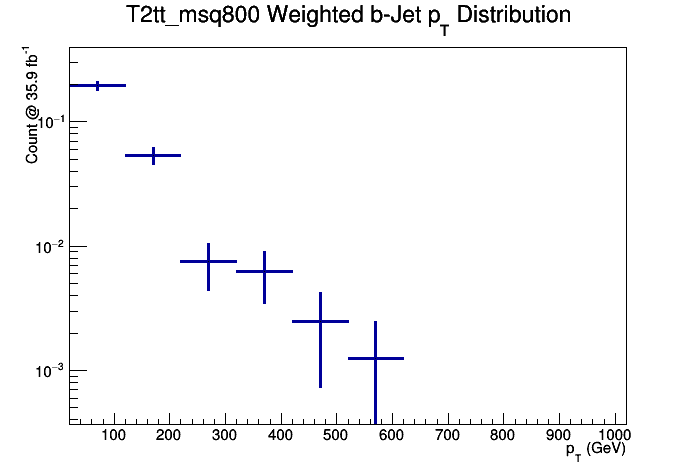 T2tt_msq800 Weighted b-Jet p_T Distribution
Count @ 35.9 fb^-1
10^-1
10^-2
10^-3
100 200 300 400 500 600 700 800 900 1000
p_T (GeV)